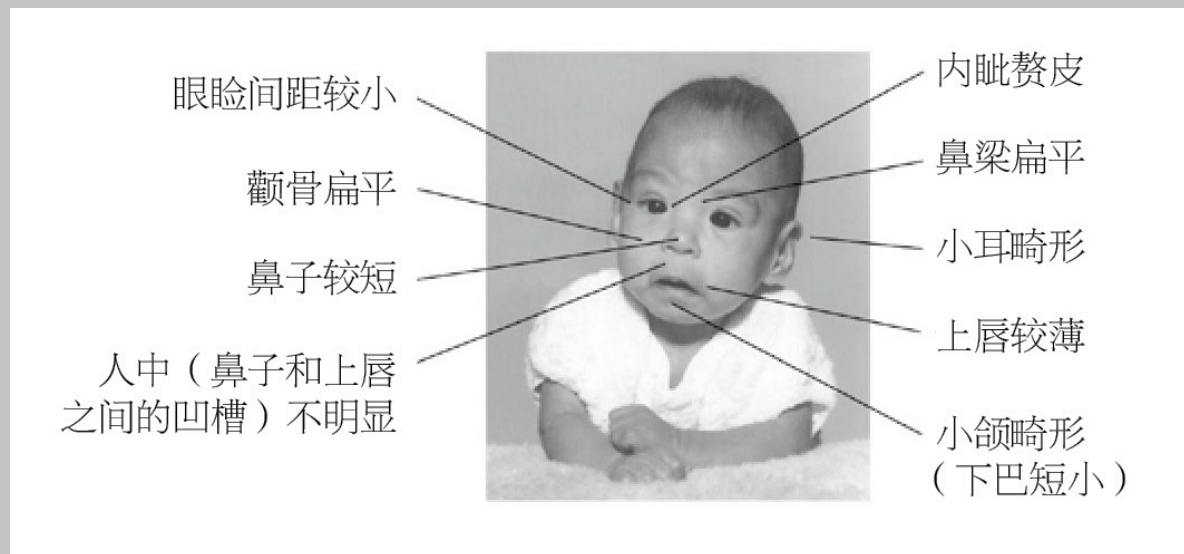 眼睑间距较小
颧骨扁平
鼻子较短
人中（鼻子和上唇
之间的凹槽）不明显
内眦赘皮
鼻梁扁平
小耳畸形
上唇较薄
小颌畸形
（下巴短小）